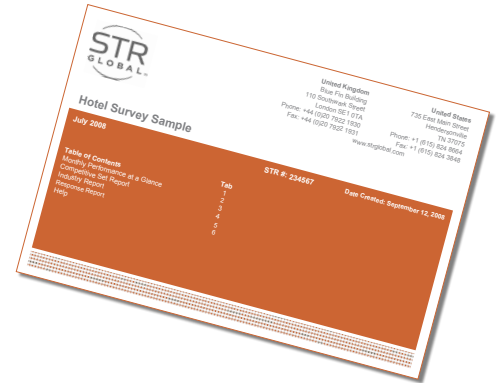 STR
GLOBAL
United Kingdom
Blue Fin Building
110 Southwark Street
London SE1 0TA
Phone: +44 (0)20 7922 1930
Fax: +44 (0)20 7922 1931
www.strglobal.com
United States
735 East Main Street
Hendersonville
TN 37075
Phone: +1 (615) 824 8664
Fax: +1 (615) 824 3848
Hotel Survey Sample
July 2008
STR #: 234567
Date Created: September 12, 2008
Table of Contents
Tab
Monthly Performance at a Glance
1
Competitive Set Report
2
Industry Report
3
Response Report
4
Help
5
6